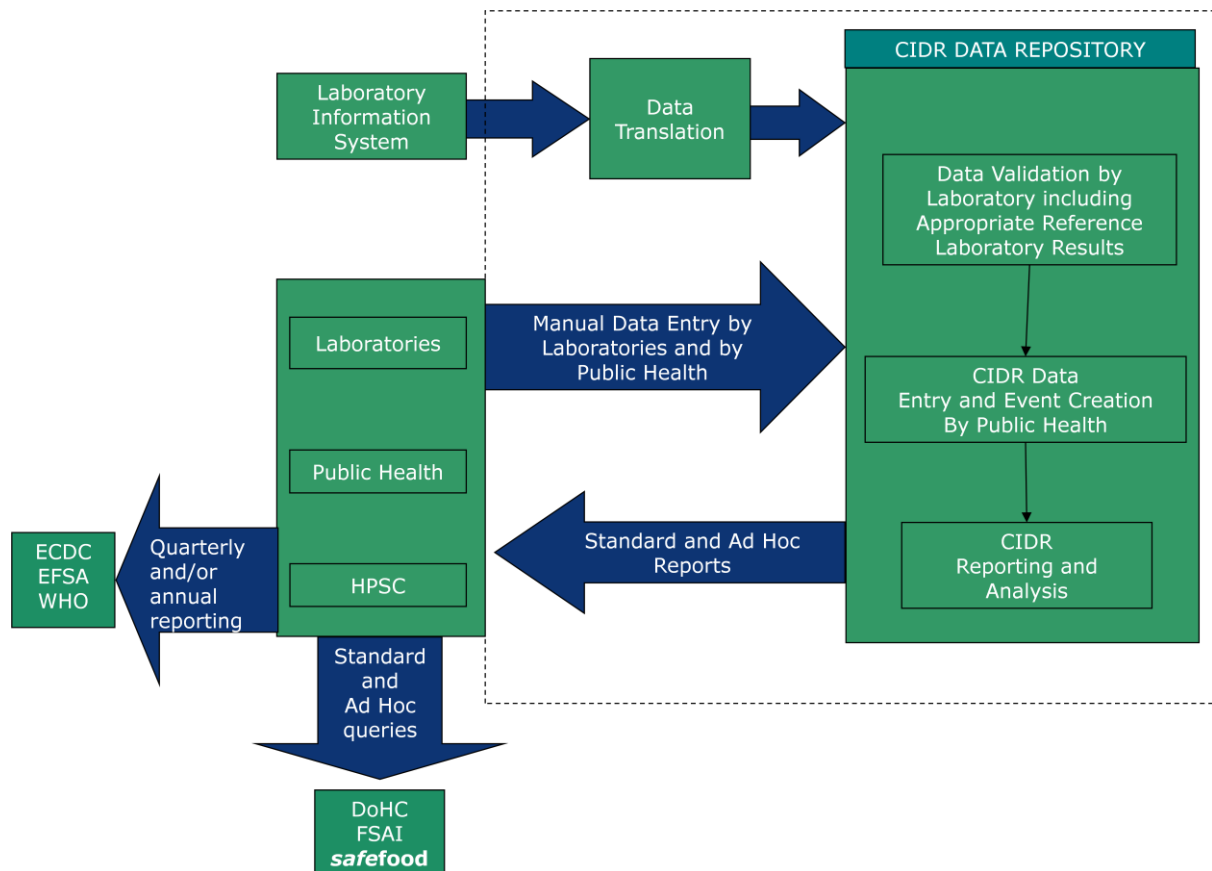 CIDR DATA REPOSITORY
Laboratory
Information
System
Data
Translation
Data Validation by
Laboratory including
Appropriate Reference
Laboratory Results
Laboratories
Manual Data Entry by
Laboratories and by
Public Health
CIDR Data
Entry and Event Creation
By Public Health
Public Health
Standard and Ad Hoc
Reports
CIDR
Reporting and
Analysis
HPSC
Quarterly
and/or
annual
reporting
ECDC
EFSA
WHO
Standard
and
Ad Hoc
queries
DoHC
FSAI
safefood